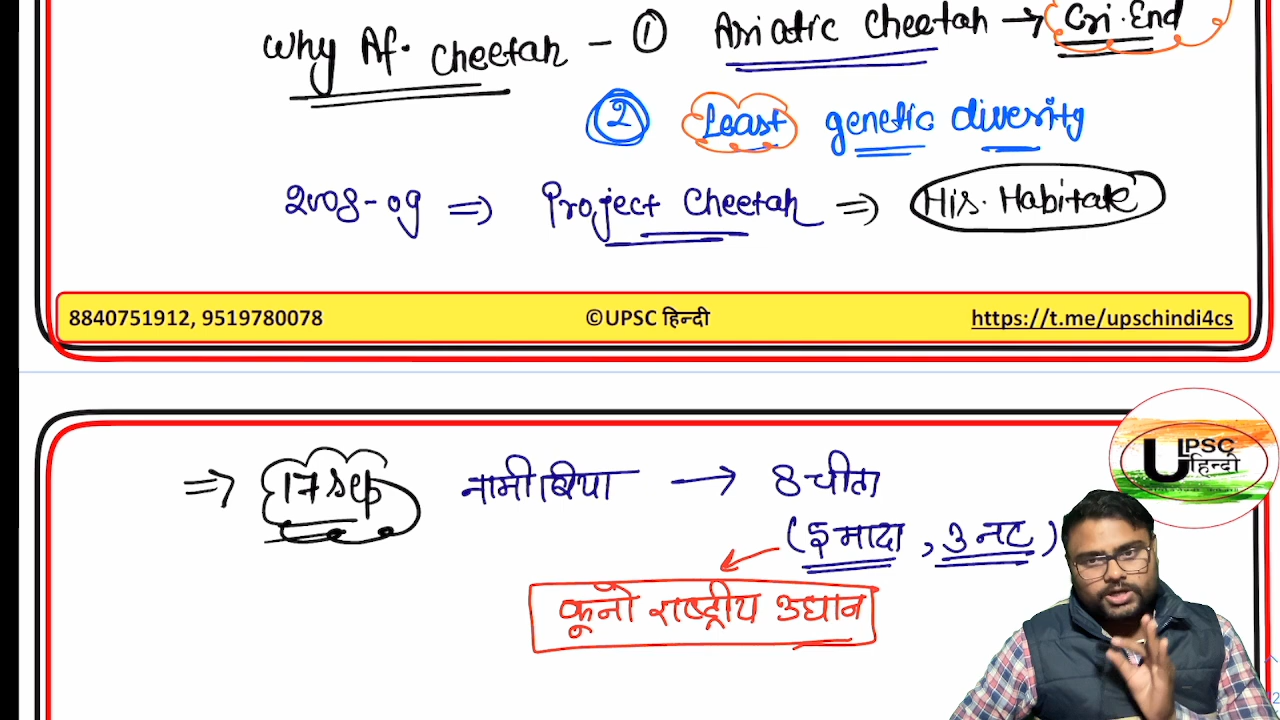 Why Af. Cheetah - ① Asiatic Cheetah → Cri. End
② Least genetic diversity
2008-09 ⇒ Project Cheetah ⇒ His. Habitate
8840751912, 9519780078 ©UPSC हिन्दी https://t.me/upschindi4cs
UPSC
हिन्दी
⇒ 17 Sep नामीबिया → 8 चीता
(5 मादा, 3 नर)
कूनो राष्ट्रीय उद्यान